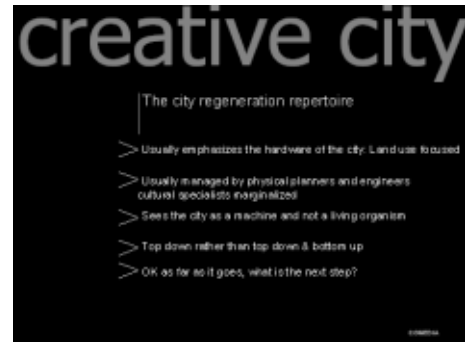 creative city
The city regeneration repertoire
Usually emphasizes the hardware of the city: Land use focused
Usually managed by physical planners and engineers
cultural specialists marginalized
Sees the city as a machine and not a living organism
Top down rather than top down & bottom up
OK as far as it goes, what is the next step?
COMEDIA